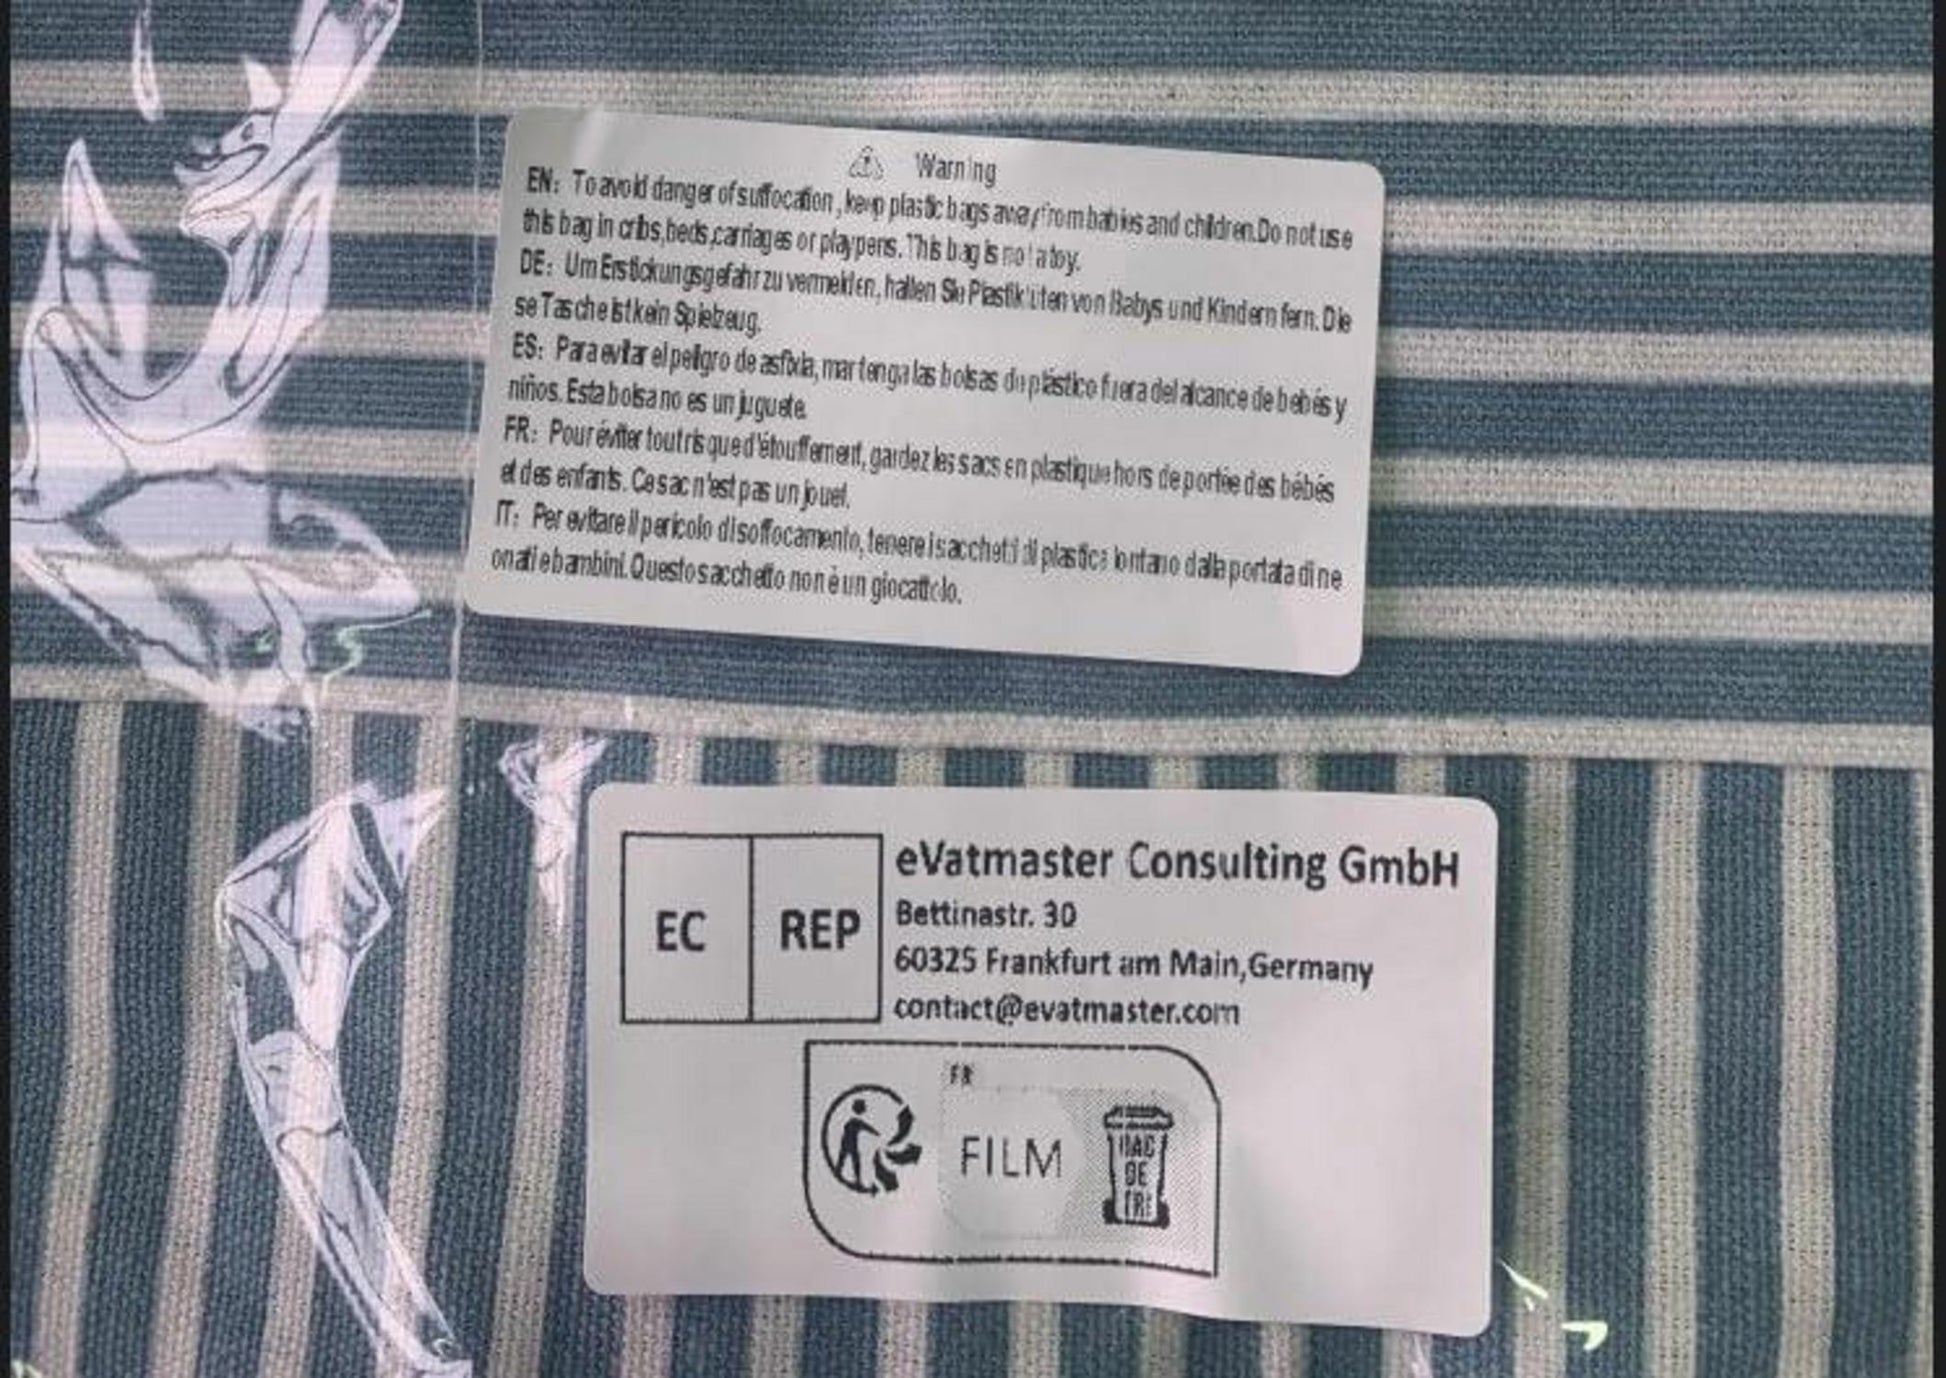 Warning
EN: To avoid danger of suffocation, keep plastic bags away from babies and children.Do not use
this bag in cribs,beds,carriages or playpens. This bag is not a toy.
DE: Um Erstickungsgefahr zu vermeiden, halten Sie Plastiktüten von Babys und Kindern fern. Die
se Tasche ist kein Spielzeug.
ES: Para evitar el peligro de asfixia, mantenga las bolsas de plástico fuera del alcance de bebés y
niños. Esta bolsa no es un juguete.
FR: Pour éviter tout risque d'étouffement, gardez les sacs en plastique hors de portée des bébés
et des enfants. Ce sac n'est pas un jouet.
IT: Per evitare il pericolo di soffocamento, tenere i sacchetti di plastica lontano dalla portata di ne
onati e bambini. Questo sacchetto non è un giocattolo.
EC REP
eVatmaster Consulting GmbH
Bettinastr. 30
60325 Frankfurt am Main,Germany
contact@evatmaster.com
FR
FILM
BAC
DE
TRI